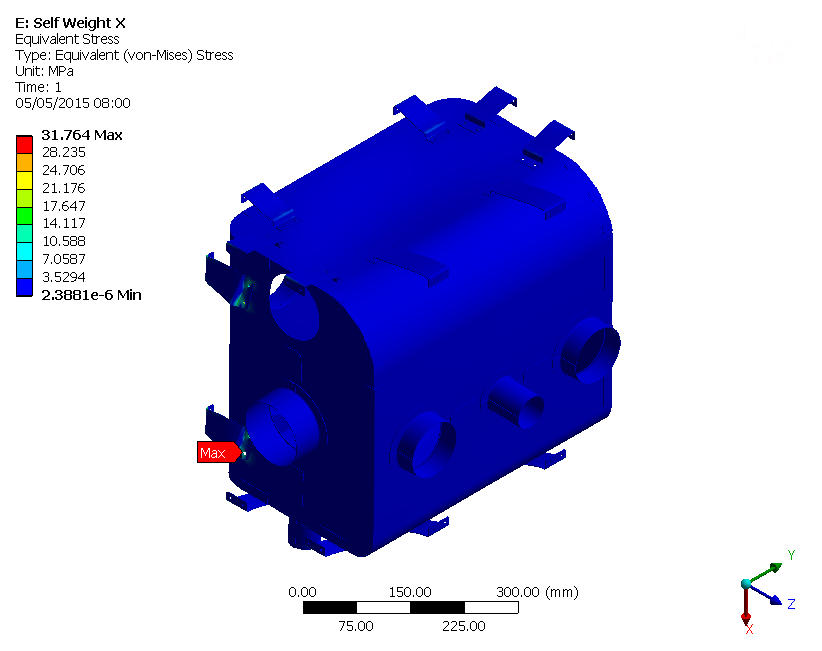 E: Self Weight X
Equivalent Stress
Type: Equivalent (von-Mises) Stress
Unit: MPa
Time: 1
05/05/2015 08:00
31.764 Max
28.235
24.706
21.176
17.647
14.117
10.588
7.0587
3.5294
2.3881e-6 Min
Max
0.00 150.00 300.00 (mm)
75.00 225.00
Y
Z
X